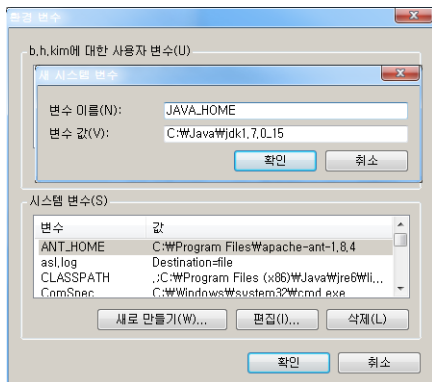 환경 변수
b,h,kim에 대한 사용자 변수(U)
새 시스템 변수
변수 이름(N): JAVA_HOME
변수 값(V): C:₩Java₩jdk1,7,0_15
확인 취소
시스템 변수(S)
변수 값
ANT_HOME C:₩Program Files₩apache-ant-1,8,4
asl,log Destination=file
CLASSPATH ,;C:₩Program Files (x86)₩Java₩jre6₩li,,,
ComSpec C:₩Windows₩system32₩cmd,exe
새로 만들기(W),,, 편집(I),,, 삭제(L)
확인 취소